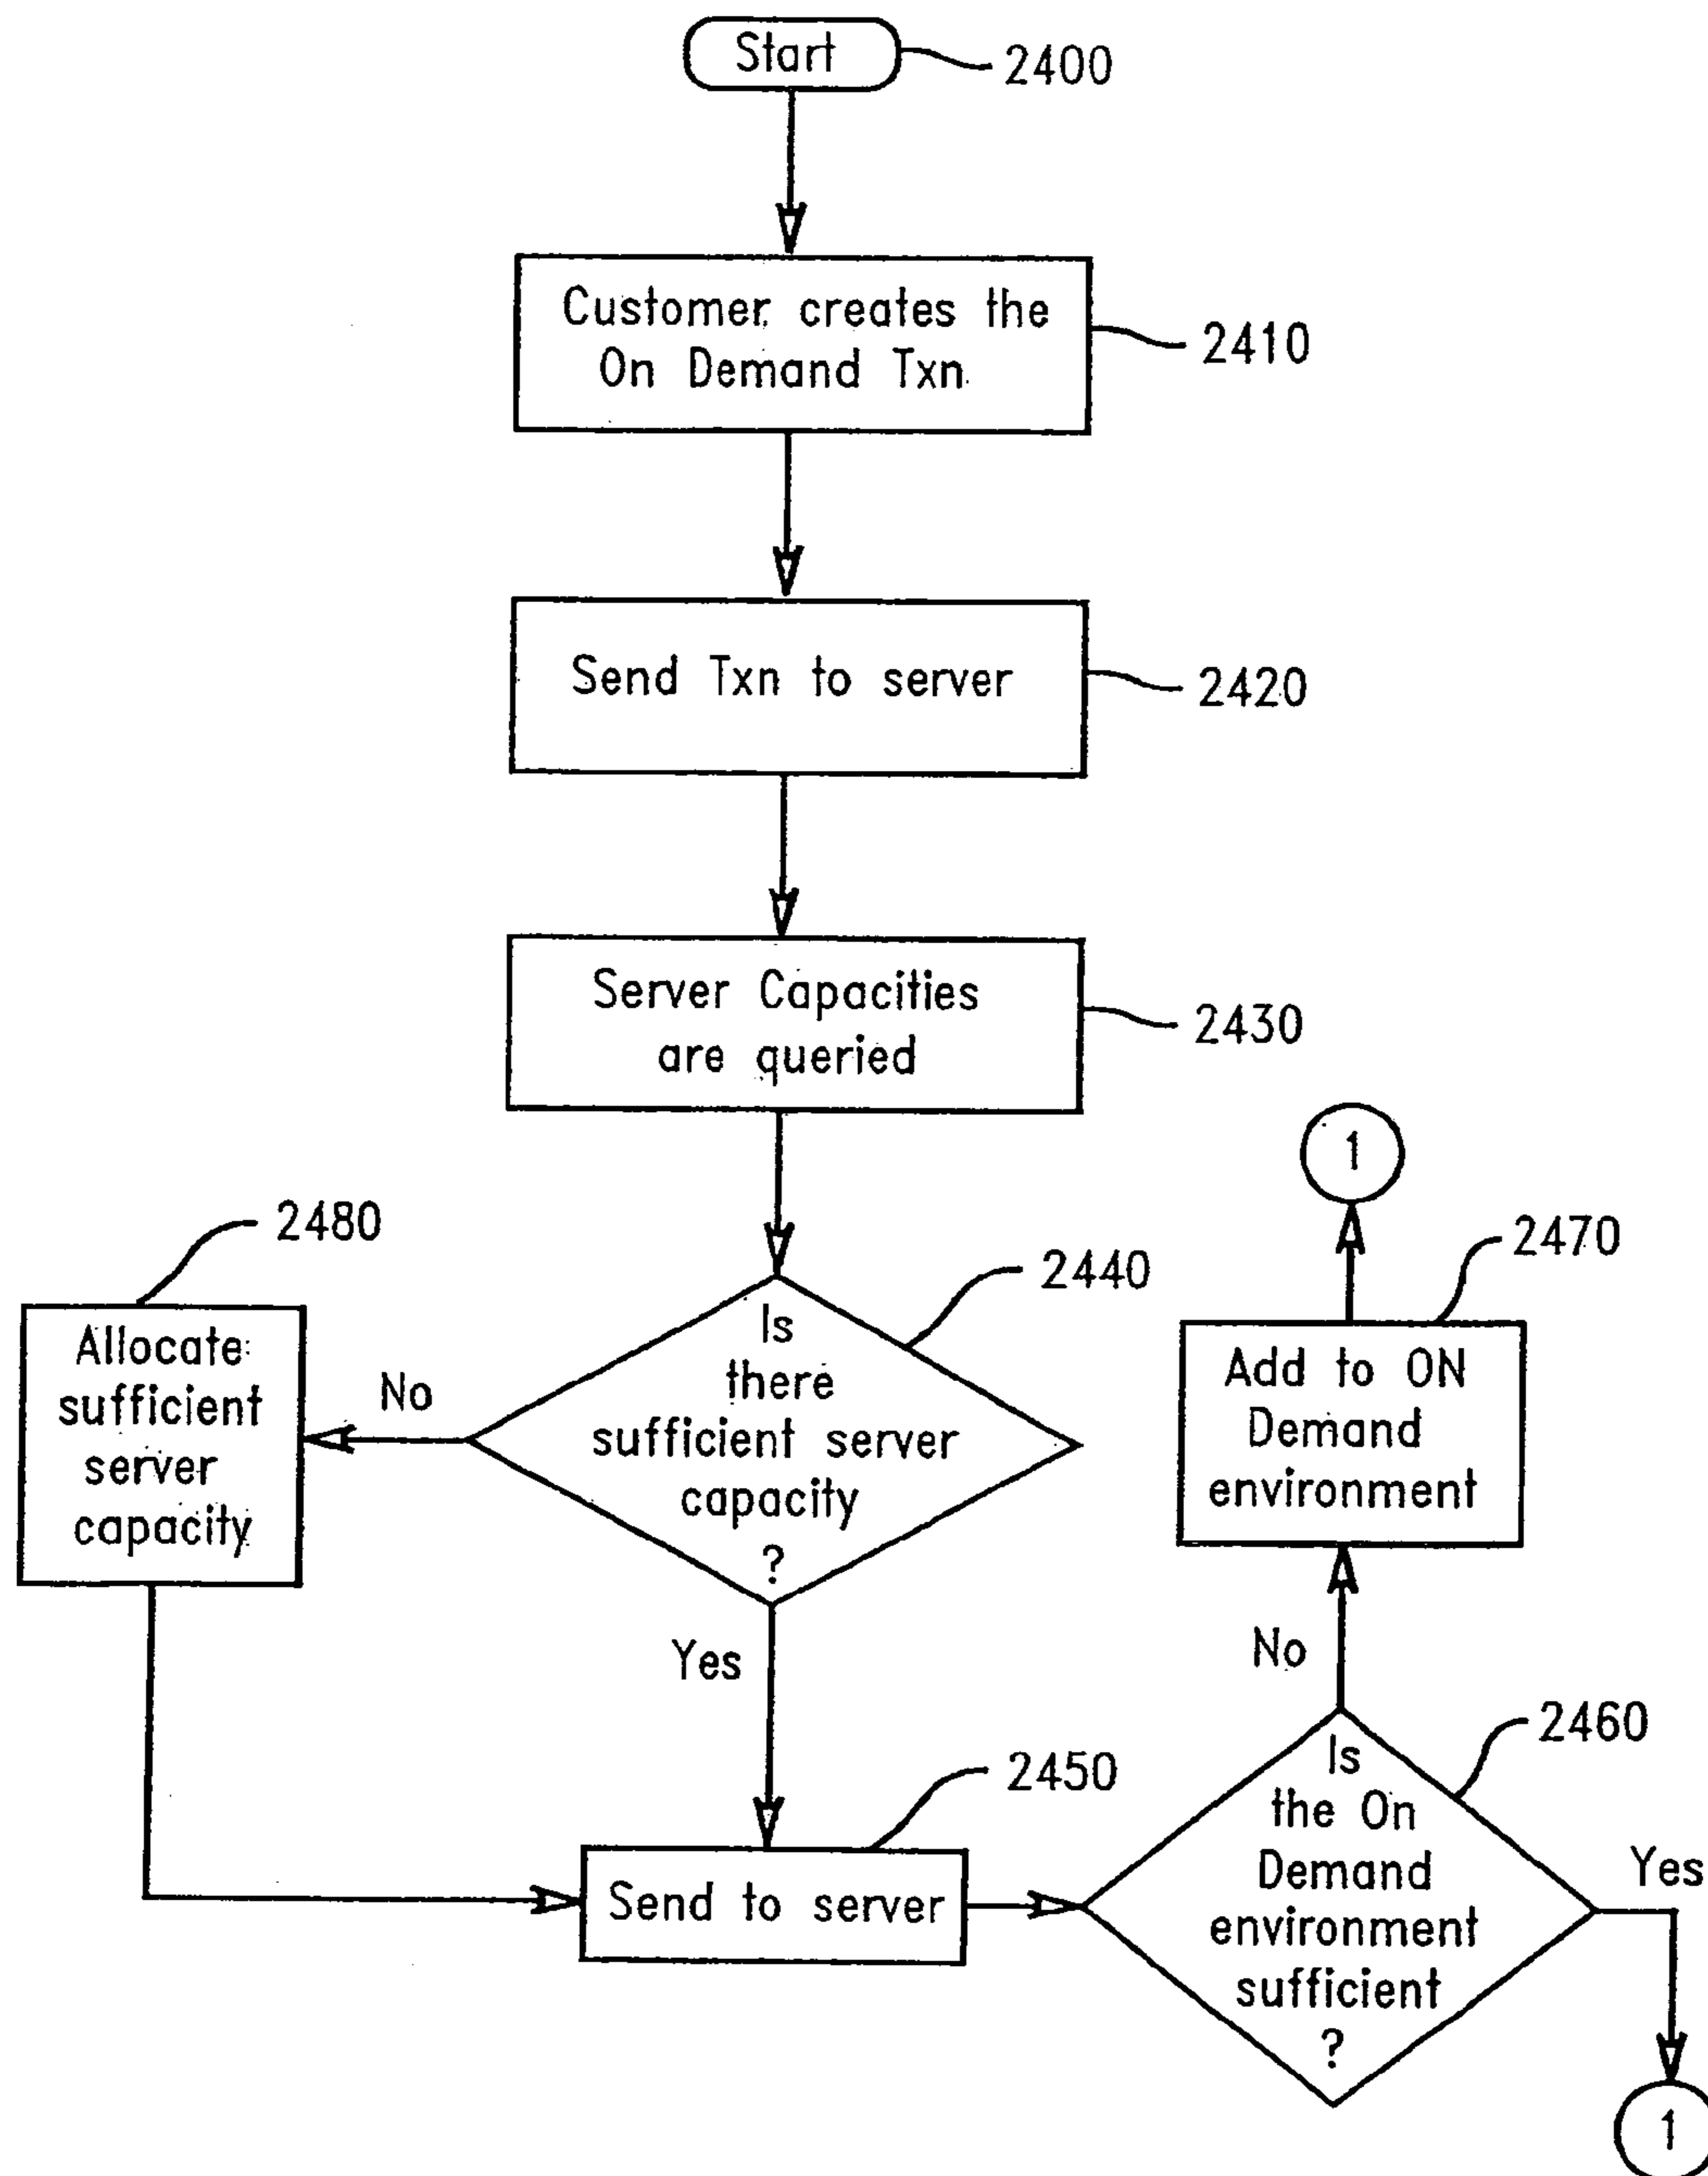 Start
2400
Customer creates the
On Demand Txn
2410
Send Txn to server
2420
Server Capacities
are queried
2430
Is
there
sufficient server
capacity
?
2440
No
Allocate
sufficient
server
capacity
2480
Yes
Send to server
2450
Is
the On
Demand
environment
sufficient
?
2460
No
Add to ON
Demand
environment
2470
1
Yes
1